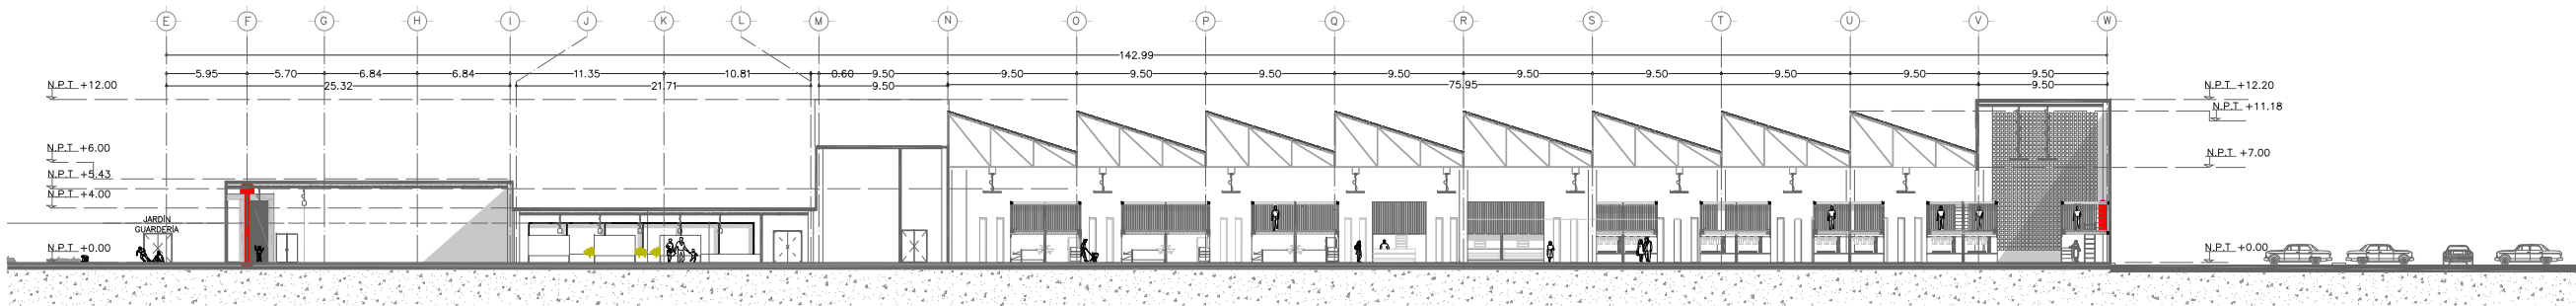 E F G H I J K L M N O P Q R S T U V W
142.99
5.95 5.70 6.84 6.84 11.35 10.81 0.60 9.50 9.50 9.50 9.50 9.50 9.50 9.50 9.50 9.50 9.50
25.32 21.71 9.50 75.95 9.50
N.P.T +12.00
N.P.T +12.20
N.P.T +11.18
N.P.T +6.00
N.P.T +7.00
N.P.T +5.43
N.P.T +4.00
JARDÍN
GUARDERÍA
N.P.T +0.00
N.P.T +0.00